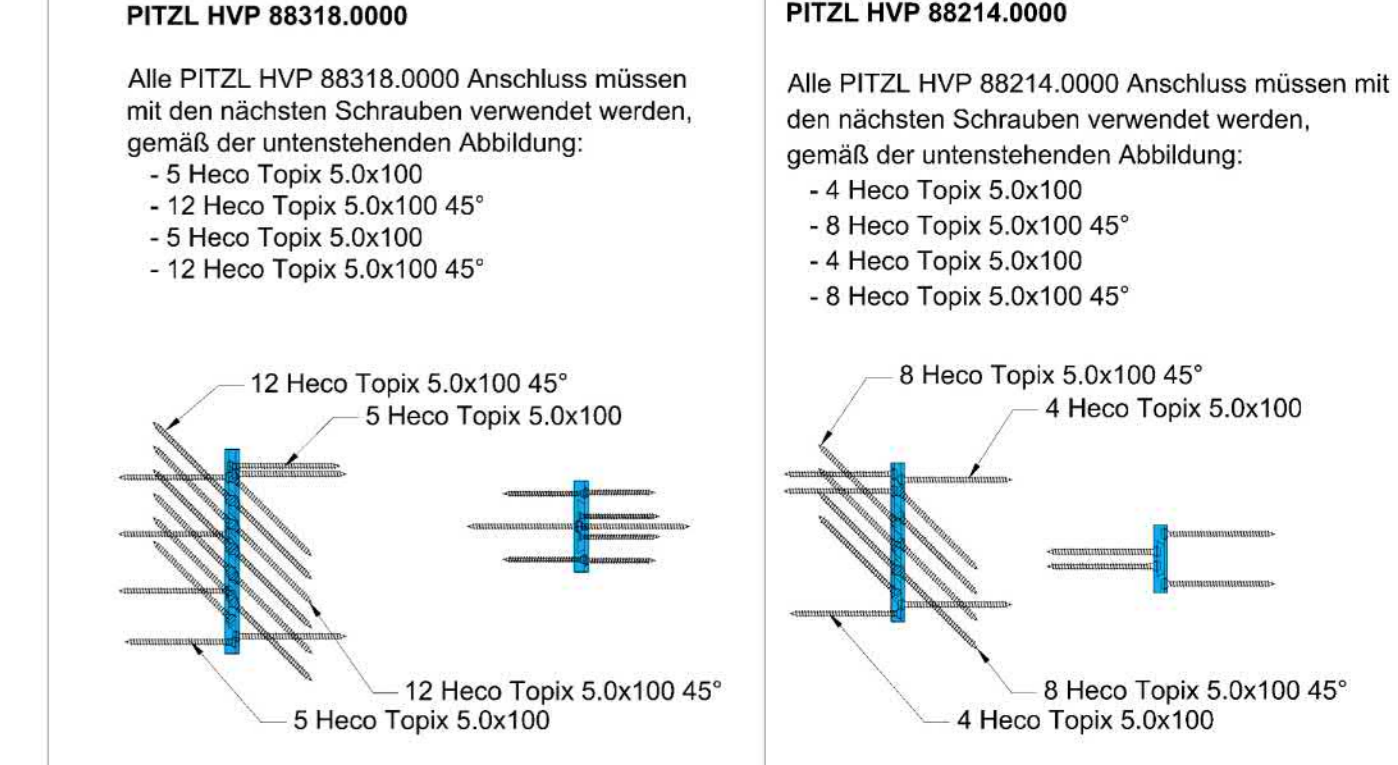 PITZL HVP 88318.0000
Alle PITZL HVP 88318.0000 Anschluss müssen
mit den nächsten Schrauben verwendet werden,
gemäß der untenstehenden Abbildung:
- 5 Heco Topix 5.0x100
- 12 Heco Topix 5.0x100 45°
- 5 Heco Topix 5.0x100
- 12 Heco Topix 5.0x100 45°
12 Heco Topix 5.0x100 45°
5 Heco Topix 5.0x100
12 Heco Topix 5.0x100 45°
5 Heco Topix 5.0x100
PITZL HVP 88214.0000
Alle PITZL HVP 88214.0000 Anschluss müssen mit
den nächsten Schrauben verwendet werden,
gemäß der untenstehenden Abbildung:
- 4 Heco Topix 5.0x100
- 8 Heco Topix 5.0x100 45°
- 4 Heco Topix 5.0x100
- 8 Heco Topix 5.0x100 45°
8 Heco Topix 5.0x100 45°
4 Heco Topix 5.0x100
8 Heco Topix 5.0x100 45°
4 Heco Topix 5.0x100